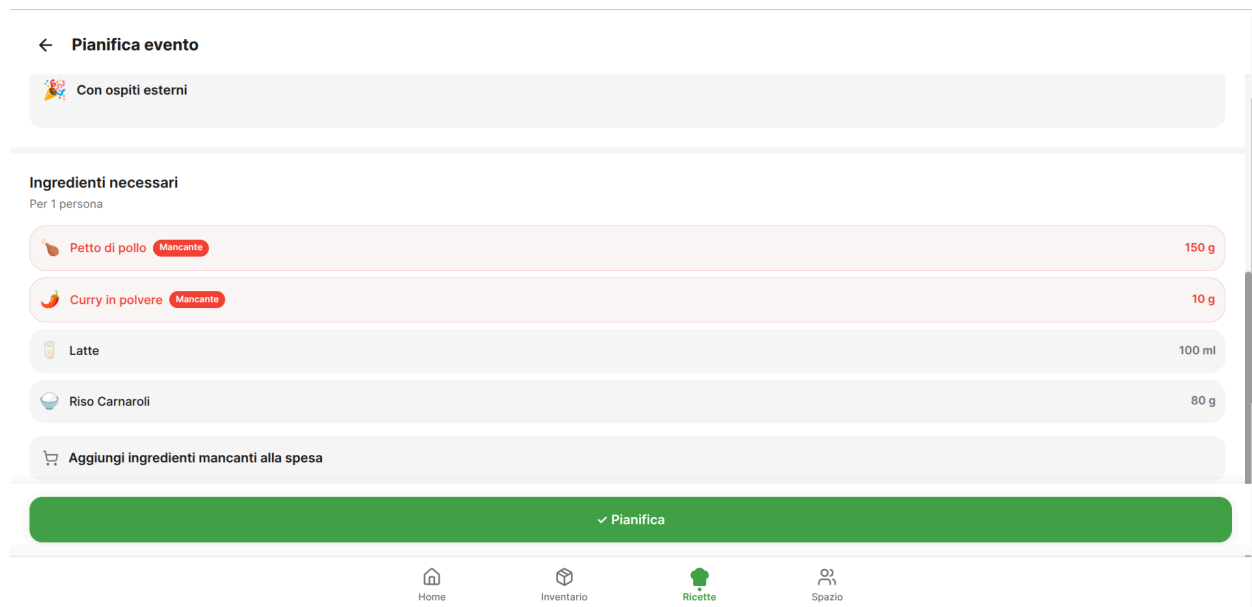 Pianifica evento
Con ospiti esterni
Ingredienti necessari
Per 1 persona
Petto di pollo Mancante 150 g
Curry in polvere Mancante 10 g
Latte 100 ml
Riso Carnaroli 80 g
Aggiungi ingredienti mancanti alla spesa
Pianifica
Home Inventario Ricette Spazio